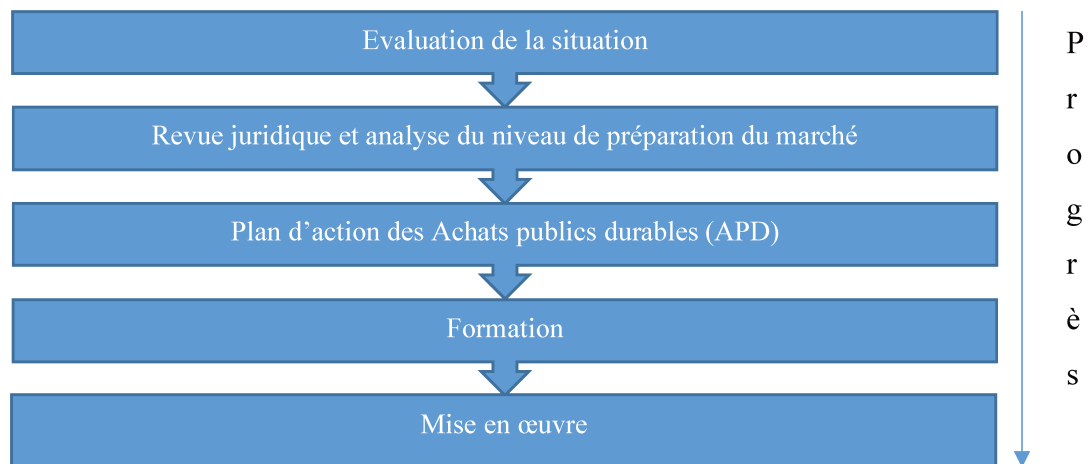 Evaluation de la situation
Revue juridique et analyse du niveau de préparation du marché
Plan d’action des Achats publics durables (APD)
Formation
Mise en œuvre
P
r
o
g
r
è
s